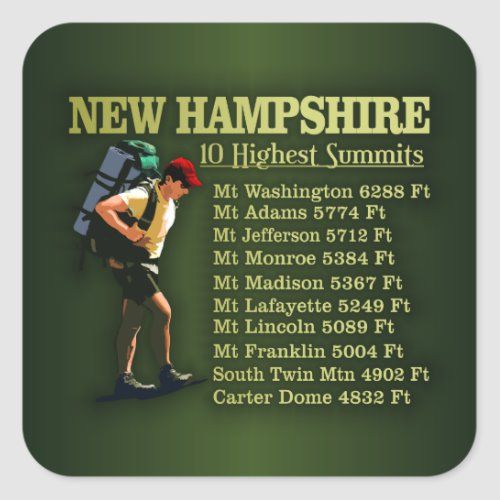 NEW HAMPSHIRE
10 Highest Summits
Mt Washington 6288 Ft
Mt Adams 5774 Ft
Mt Jefferson 5712 Ft
Mt Monroe 5384 Ft
Mt Madison 5367 Ft
Mt Lafayette 5249 Ft
Mt Lincoln 5089 Ft
Mt Franklin 5004 Ft
South Twin Mtn 4902 Ft
Carter Dome 4832 Ft